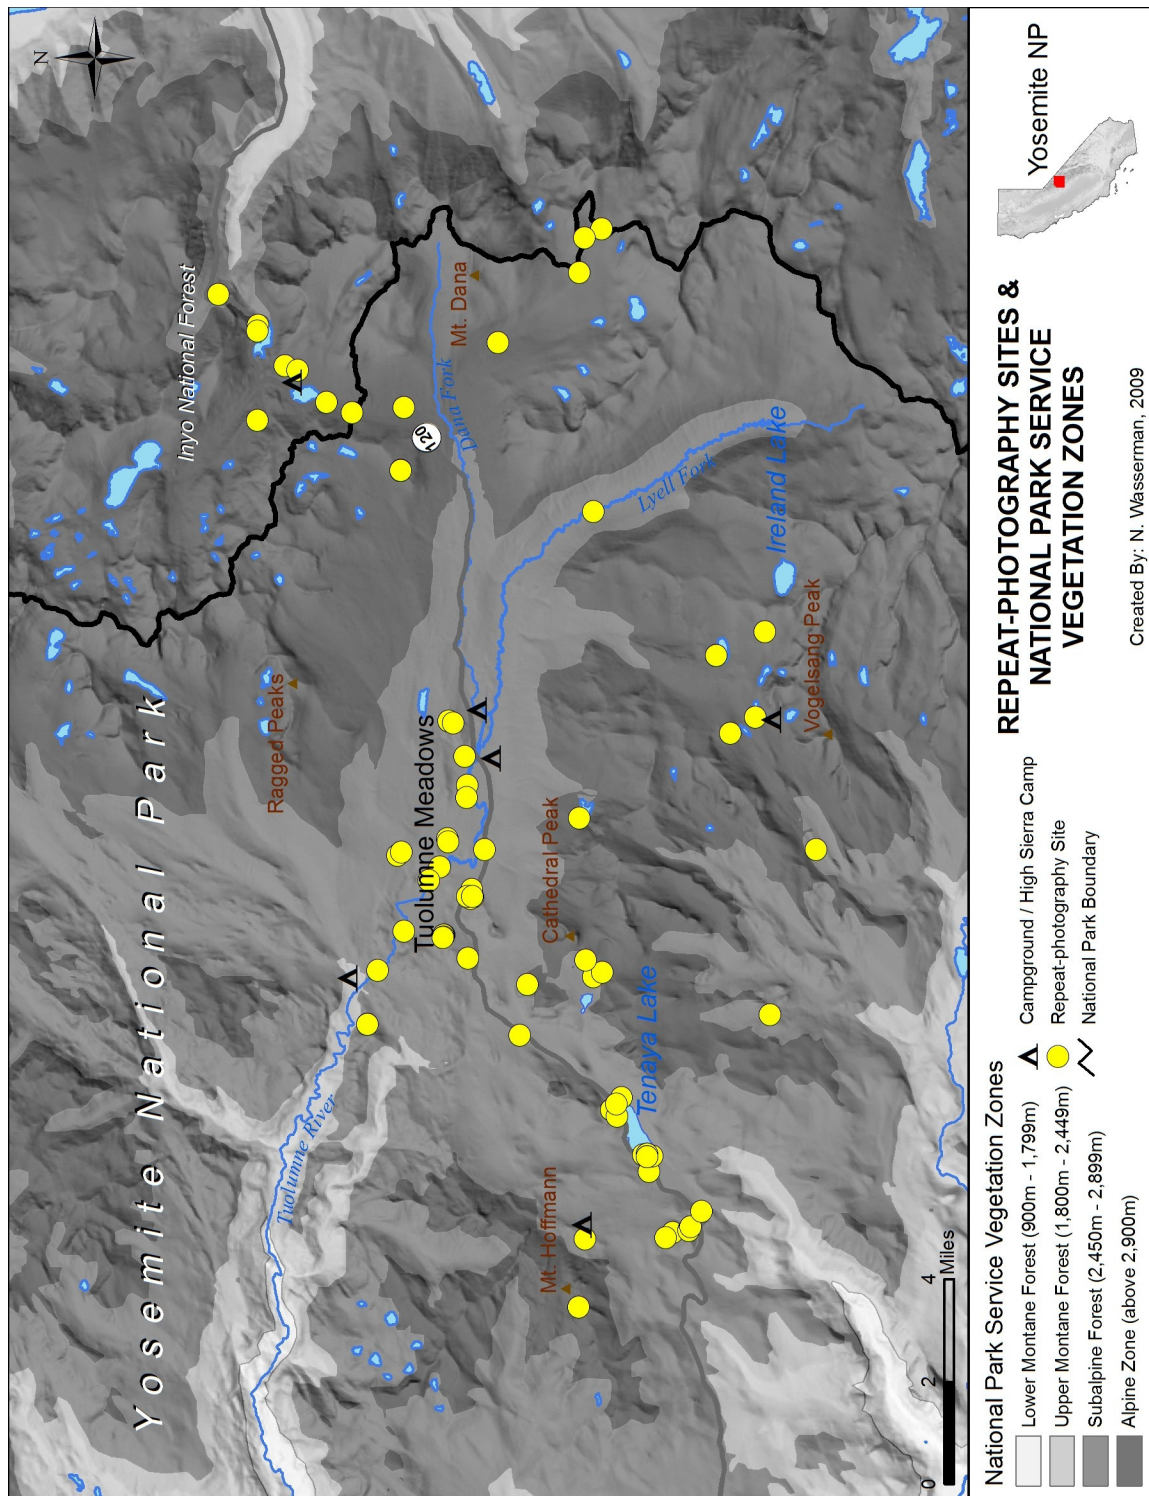 N
Inyo National Forest
Yosemite National Park
Ragged Peaks
Mt. Dana
Dana Fork
120
Lyell Fork
Ireland Lake
Tuolumne Meadows
Vogelsang Peak
Cathedral Peak
Tuolumne River
Tenaya Lake
Mt. Hoffmann
0 2 4 Miles
National Park Service Vegetation Zones
Lower Montane Forest (900m - 1,799m)
Upper Montane Forest (1,800m - 2,449m)
Subalpine Forest (2,450m - 2,899m)
Alpine Zone (above 2,900m)
Campground / High Sierra Camp
Repeat-photography Site
National Park Boundary
REPEAT-PHOTOGRAPHY SITES &
NATIONAL PARK SERVICE
VEGETATION ZONES
Created By: N. Wasserman, 2009
Yosemite NP